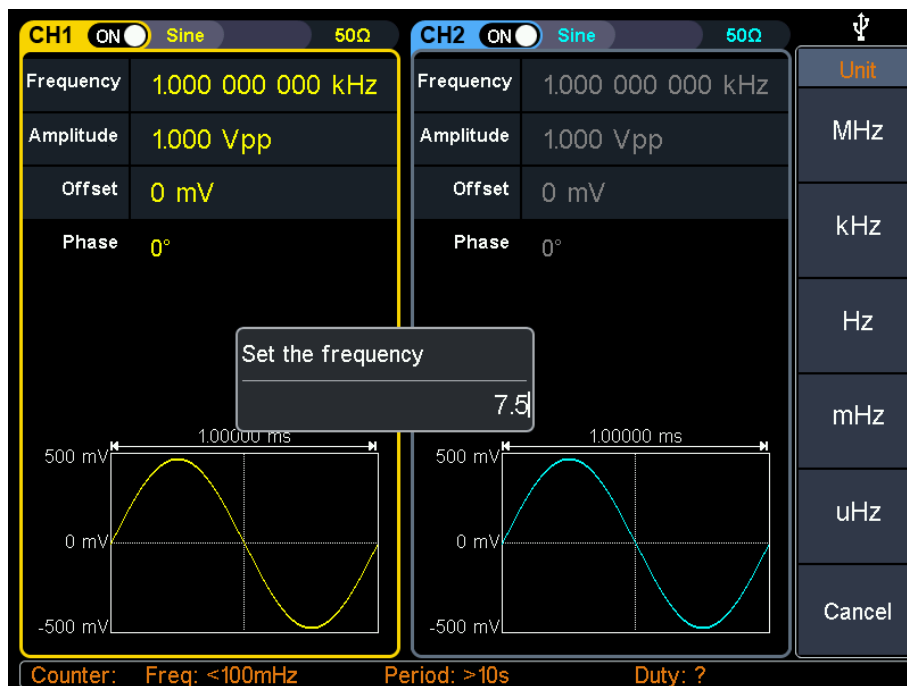 CH1 ON Sine 50Ω
Frequency 1.000 000 000 kHz
Amplitude 1.000 Vpp
Offset 0 mV
Phase 0°
1.00000 ms
500 mV
0 mV
-500 mV
CH2 ON Sine 50Ω
Frequency 1.000 000 000 kHz
Amplitude 1.000 Vpp
Offset 0 mV
Phase 0°
1.00000 ms
500 mV
0 mV
-500 mV
Set the frequency
7.5
Unit
MHz
kHz
Hz
mHz
uHz
Cancel
Counter: Freq: <100mHz Period: >10s Duty: ?